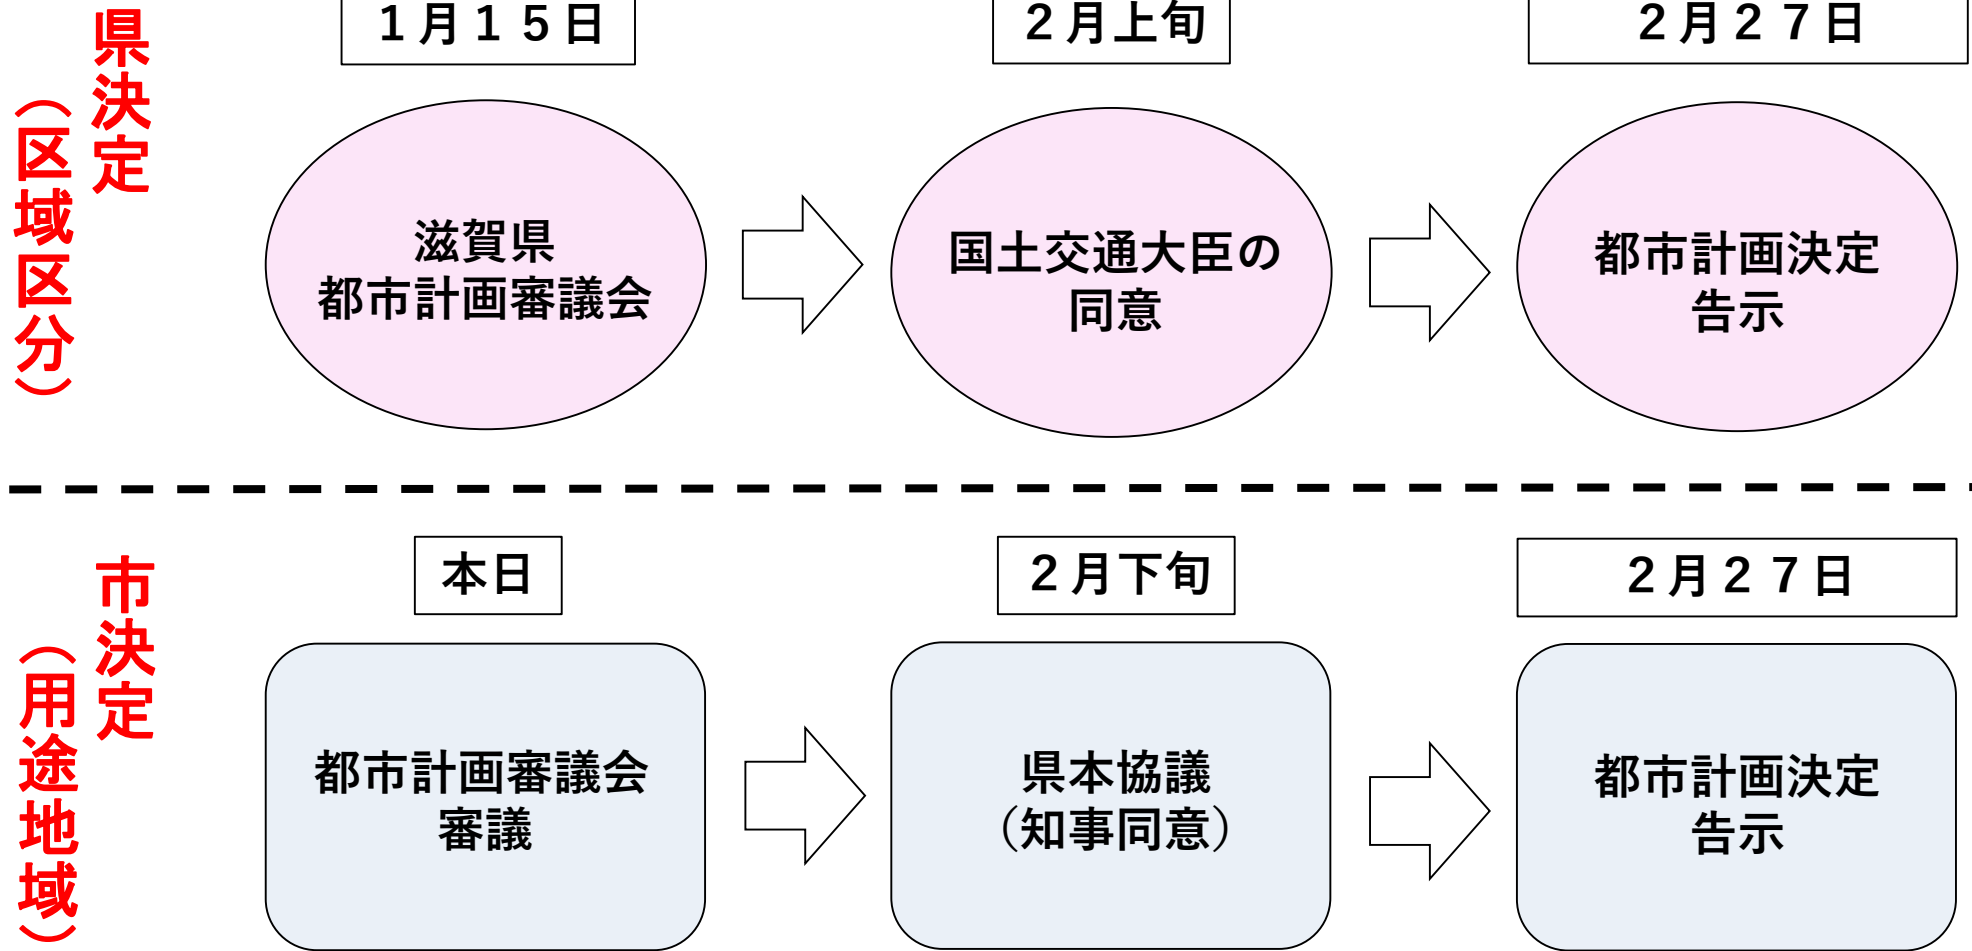 県決定
（区域区分）
１月１５日
２月上旬
２月２７日
滋賀県
都市計画審議会
国土交通大臣の
同意
都市計画決定
告示
市決定
（用途地域）
本日
２月下旬
２月２７日
都市計画審議会
審議
県本協議
（知事同意）
都市計画決定
告示